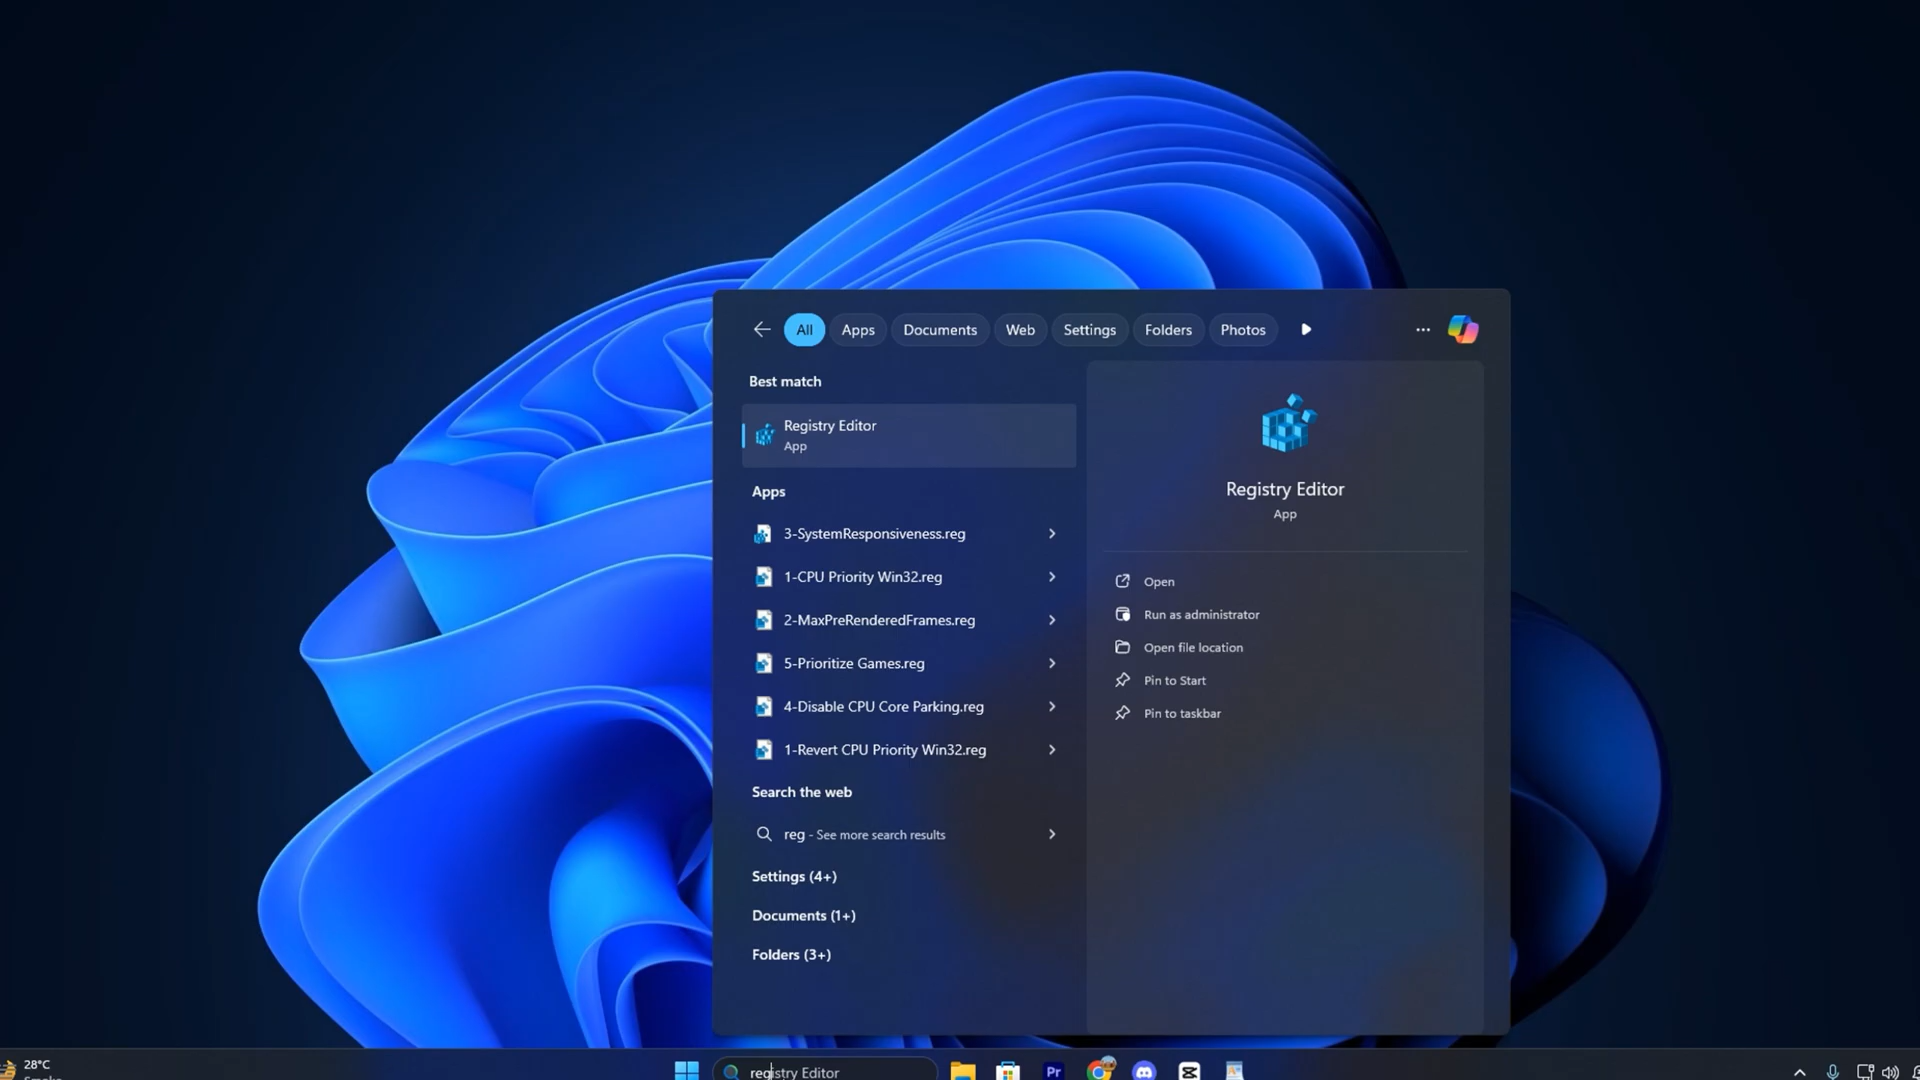 All
Apps
Documents
Web
Settings
Folders
Photos
Best match
Registry Editor
App
Apps
3-SystemResponsiveness.reg
1-CPU Priority Win32.reg
2-MaxPreRenderedFrames.reg
5-Prioritize Games.reg
4-Disable CPU Core Parking.reg
1-Revert CPU Priority Win32.reg
Search the web
reg - See more search results
Settings (4+)
Documents (1+)
Folders (3+)
Registry Editor
App
Open
Run as administrator
Open file location
Pin to Start
Pin to taskbar
28°C
Smoke
registry Editor
Pr